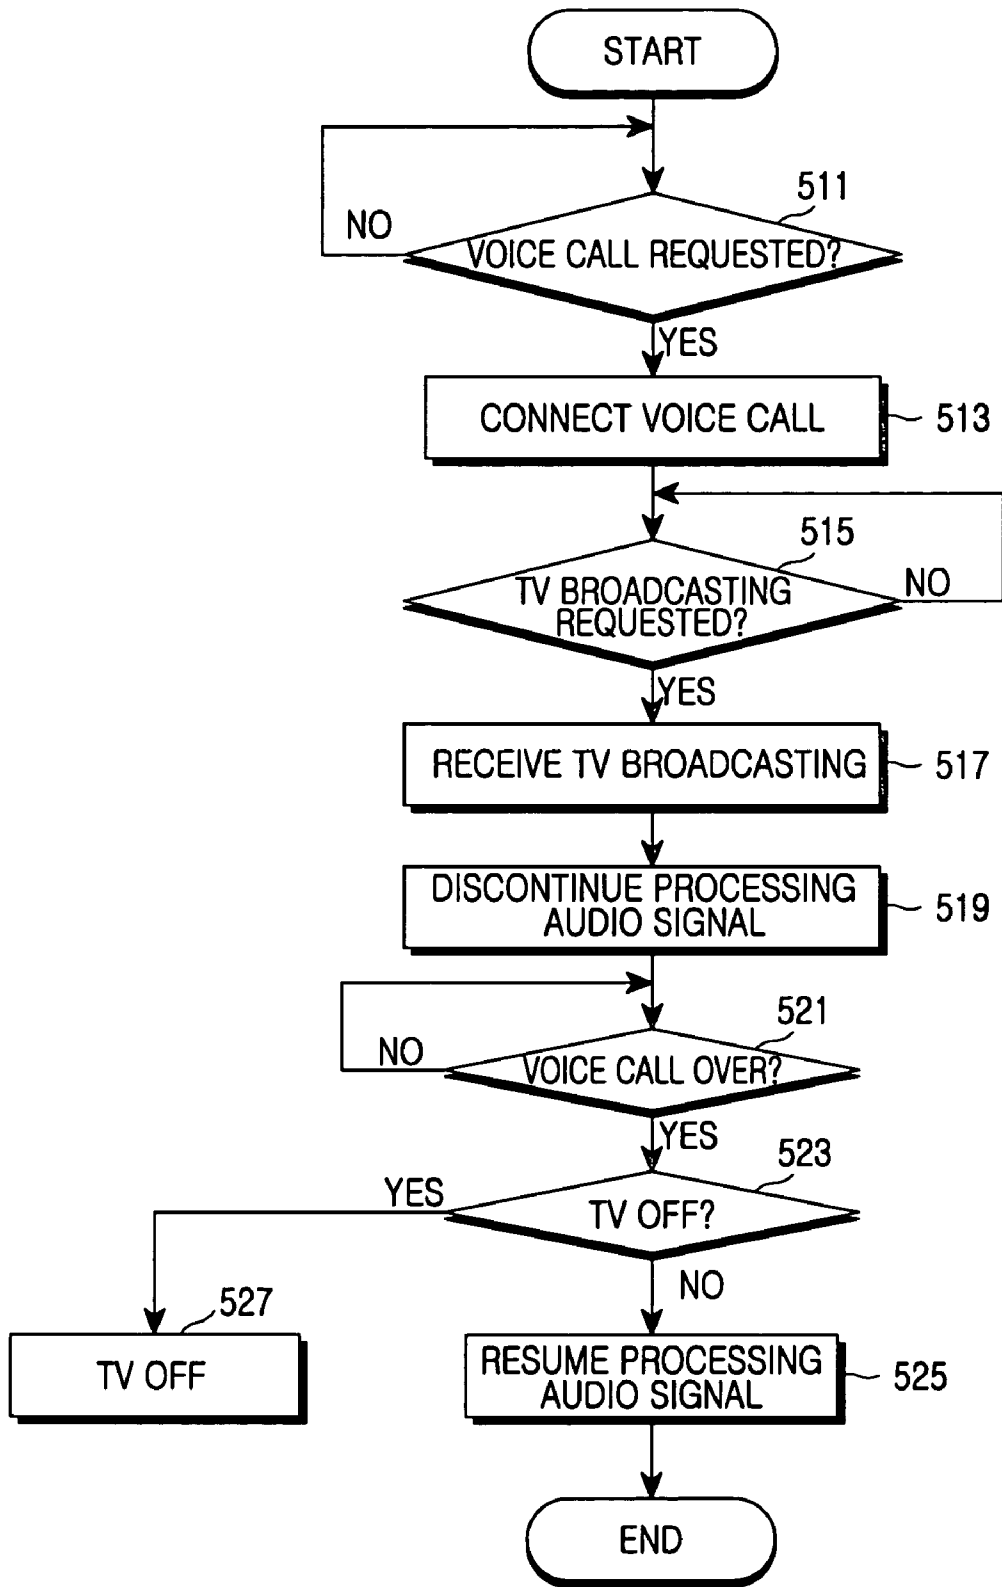 START
511
NO
VOICE CALL REQUESTED?
YES
CONNECT VOICE CALL
513
515
TV BROADCASTING
REQUESTED?
NO
YES
RECEIVE TV BROADCASTING
517
DISCONTINUE PROCESSING
AUDIO SIGNAL
519
521
NO
VOICE CALL OVER?
YES
523
YES
TV OFF?
NO
527
TV OFF
RESUME PROCESSING
AUDIO SIGNAL
525
END